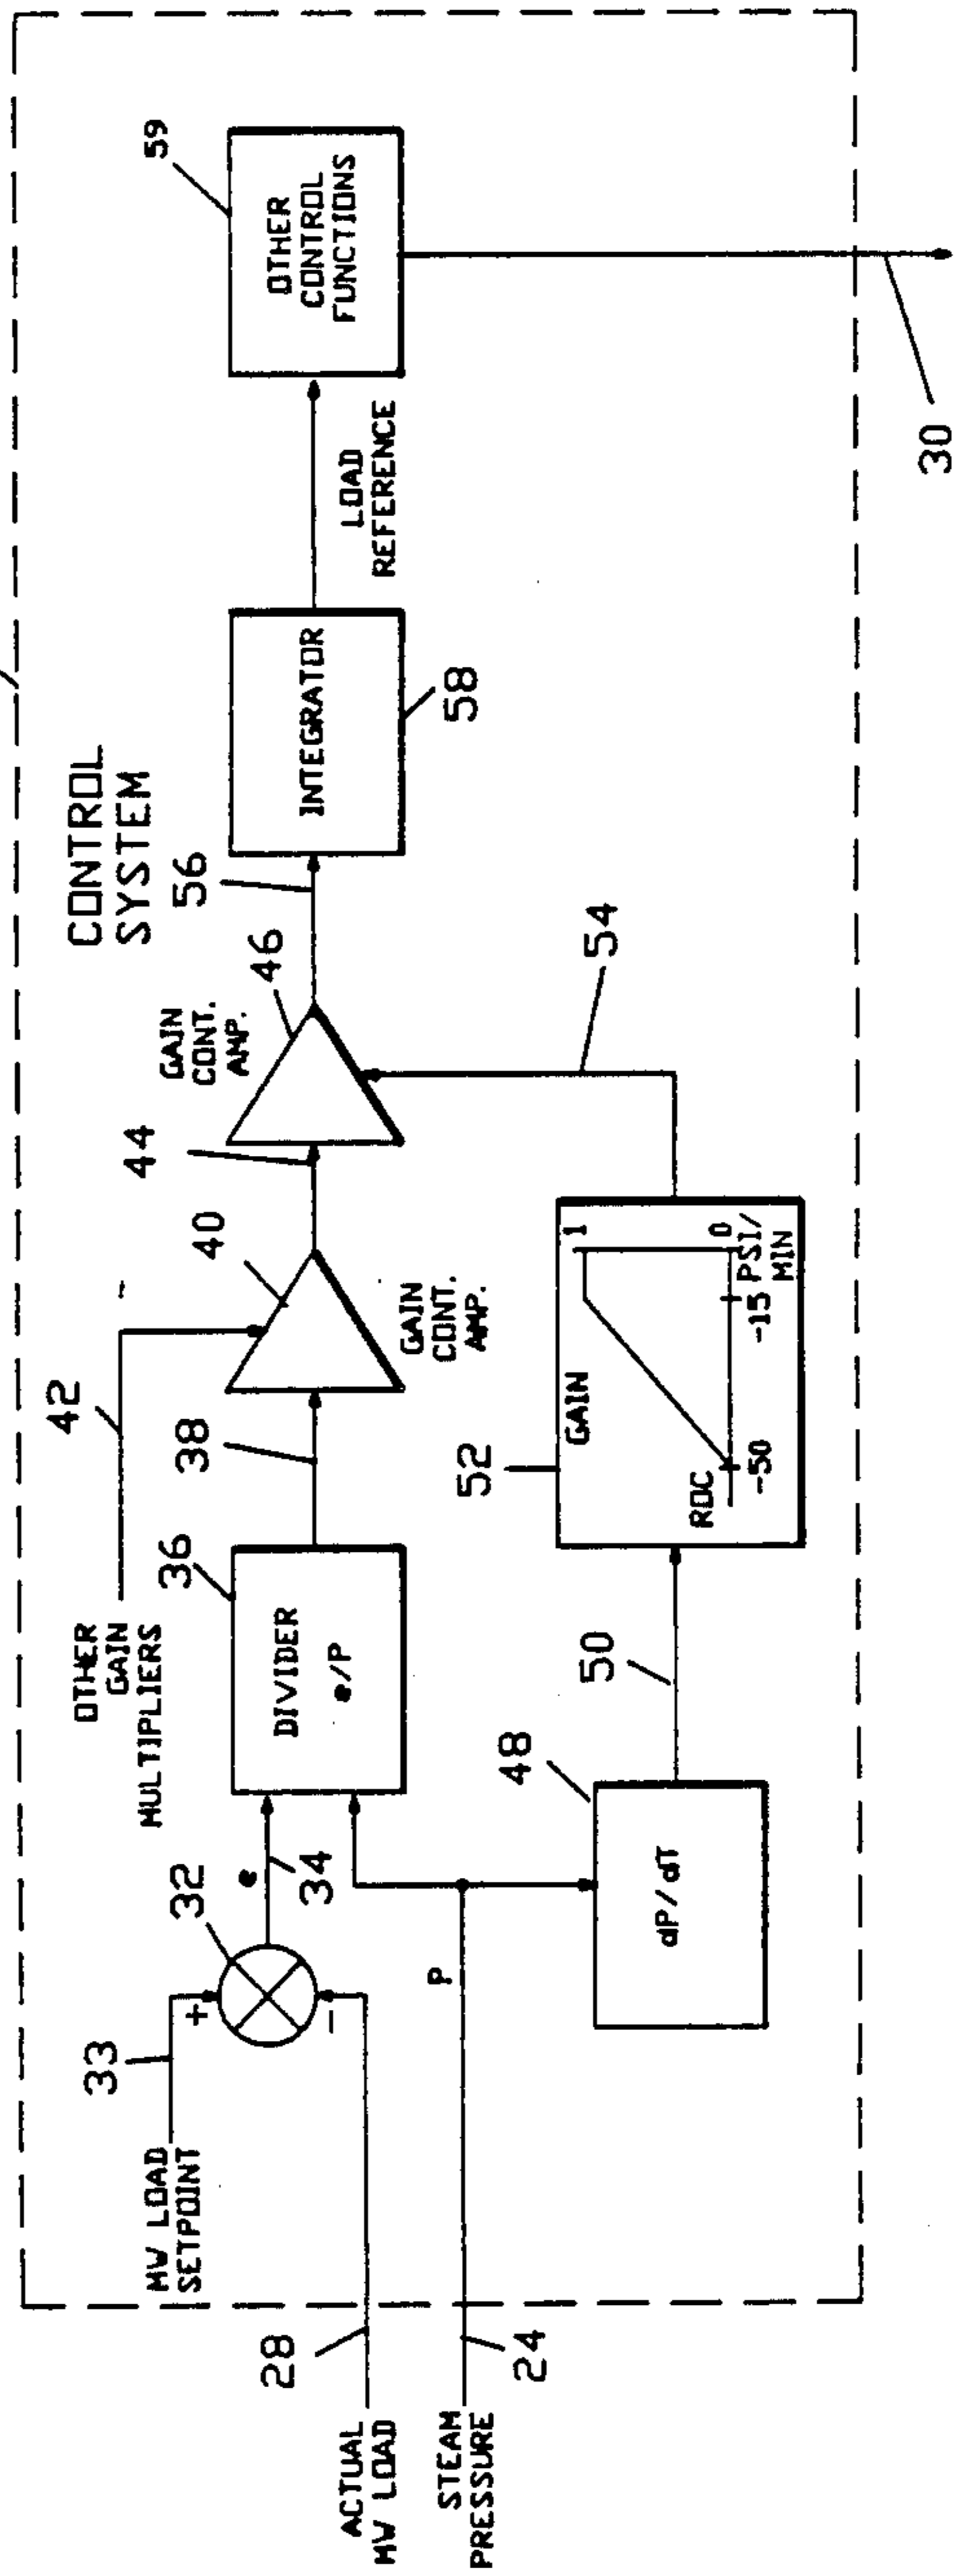 CONTROL
SYSTEM
MW LOAD
SETPOINT
33
+
-
32
e
34
ACTUAL
MW LOAD
28
STEAM
PRESSURE
24
P
OTHER
GAIN
MULTIPLIERS
42
36
DIVIDER
e/P
38
40
GAIN
CONT.
AMP.
44
GAIN
CONT.
AMP.
46
56
INTEGRATOR
58
LOAD
REFERENCE
59
OTHER
CONTROL
FUNCTIONS
30
48
dP/dT
50
52
GAIN
1
0
ROC
-50
-15
PSI/
MIN
54